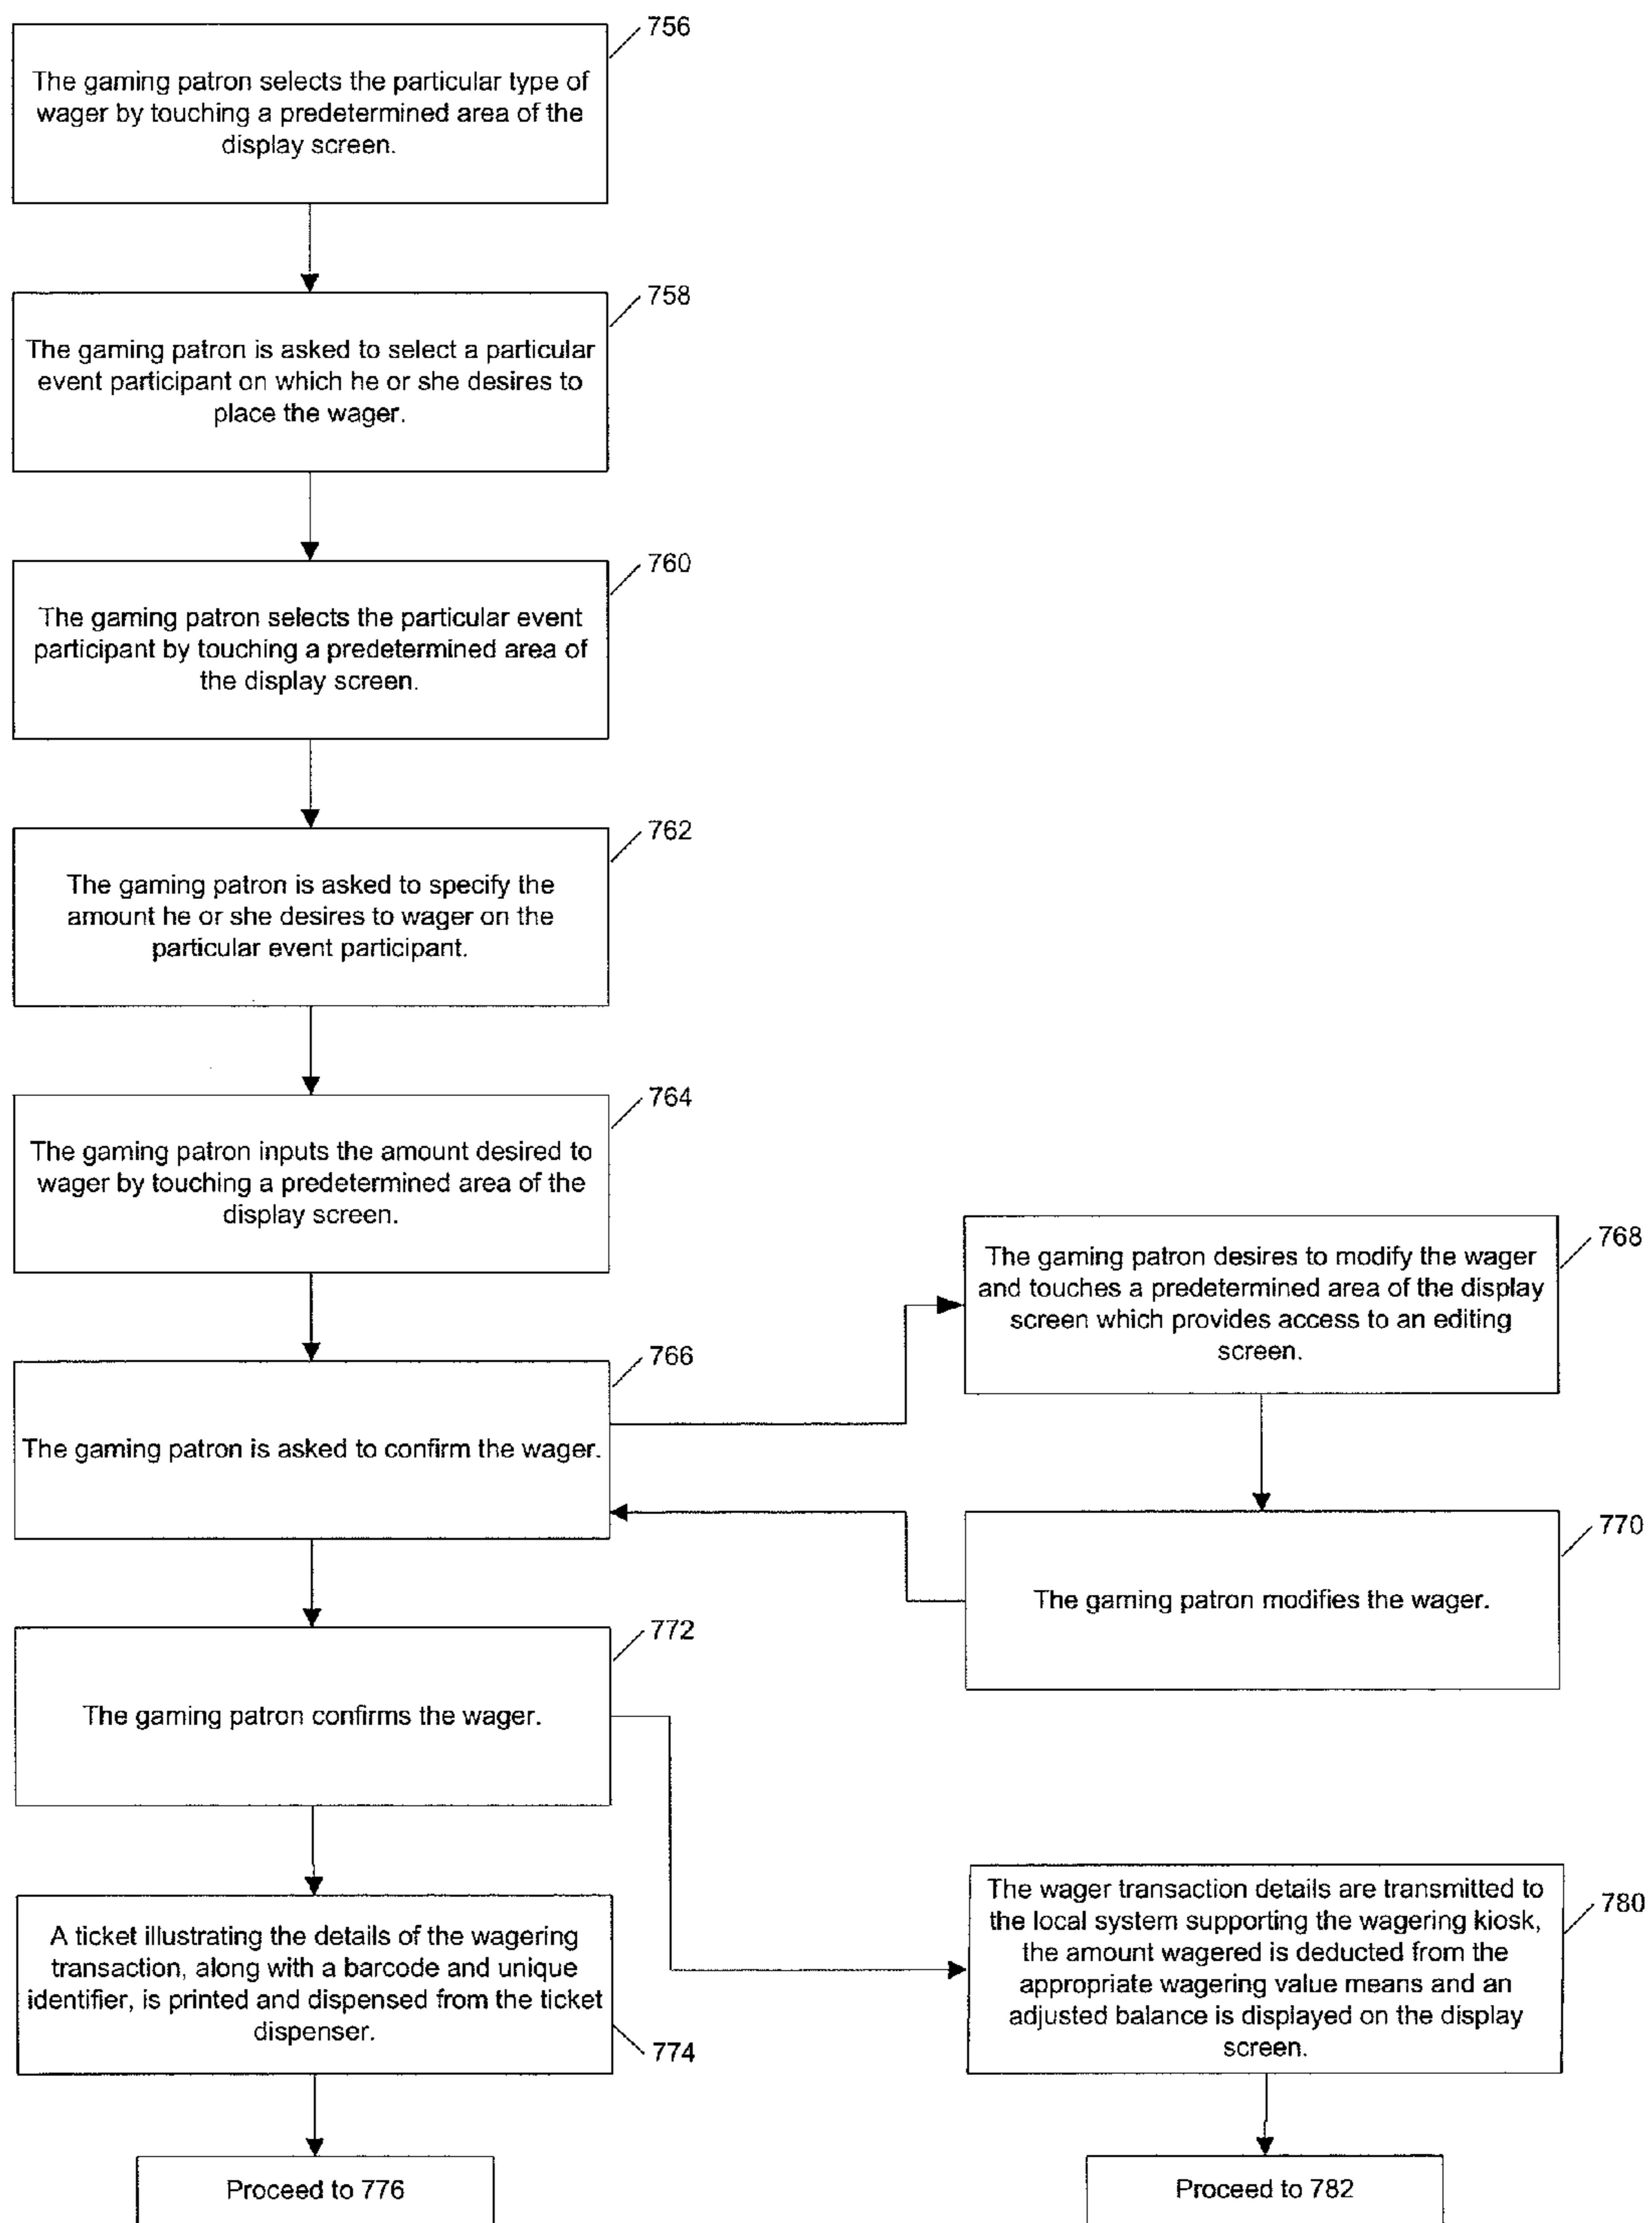 756
The gaming patron selects the particular type of
wager by touching a predetermined area of the
display screen.
758
The gaming patron is asked to select a particular
event participant on which he or she desires to
place the wager.
760
The gaming patron selects the particular event
participant by touching a predetermined area of
the display screen.
762
The gaming patron is asked to specify the
amount he or she desires to wager on the
particular event participant.
764
The gaming patron inputs the amount desired to
wager by touching a predetermined area of the
display screen.
766
The gaming patron is asked to confirm the wager.
768
The gaming patron desires to modify the wager
and touches a predetermined area of the display
screen which provides access to an editing
screen.
770
The gaming patron modifies the wager.
772
The gaming patron confirms the wager.
A ticket illustrating the details of the wagering
transaction, along with a barcode and unique
identifier, is printed and dispensed from the ticket
dispenser.
774
780
The wager transaction details are transmitted to
the local system supporting the wagering kiosk,
the amount wagered is deducted from the
appropriate wagering value means and an
adjusted balance is displayed on the display
screen.
Proceed to 776
Proceed to 782